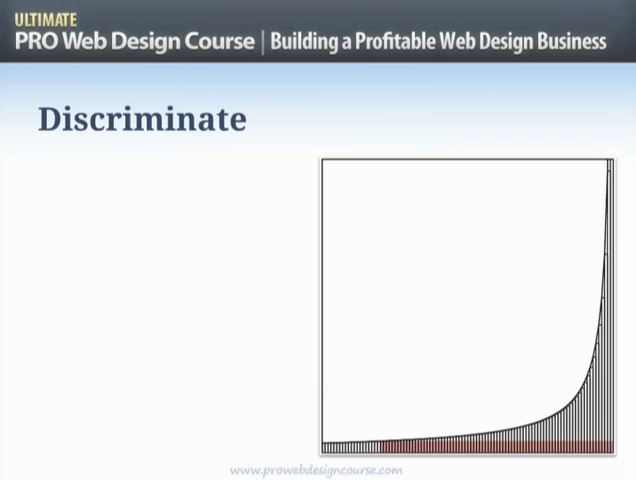 ULTIMATE
PRO Web Design Course | Building a Profitable Web Design Business
Discriminate
www.prowebdesigncourse.com